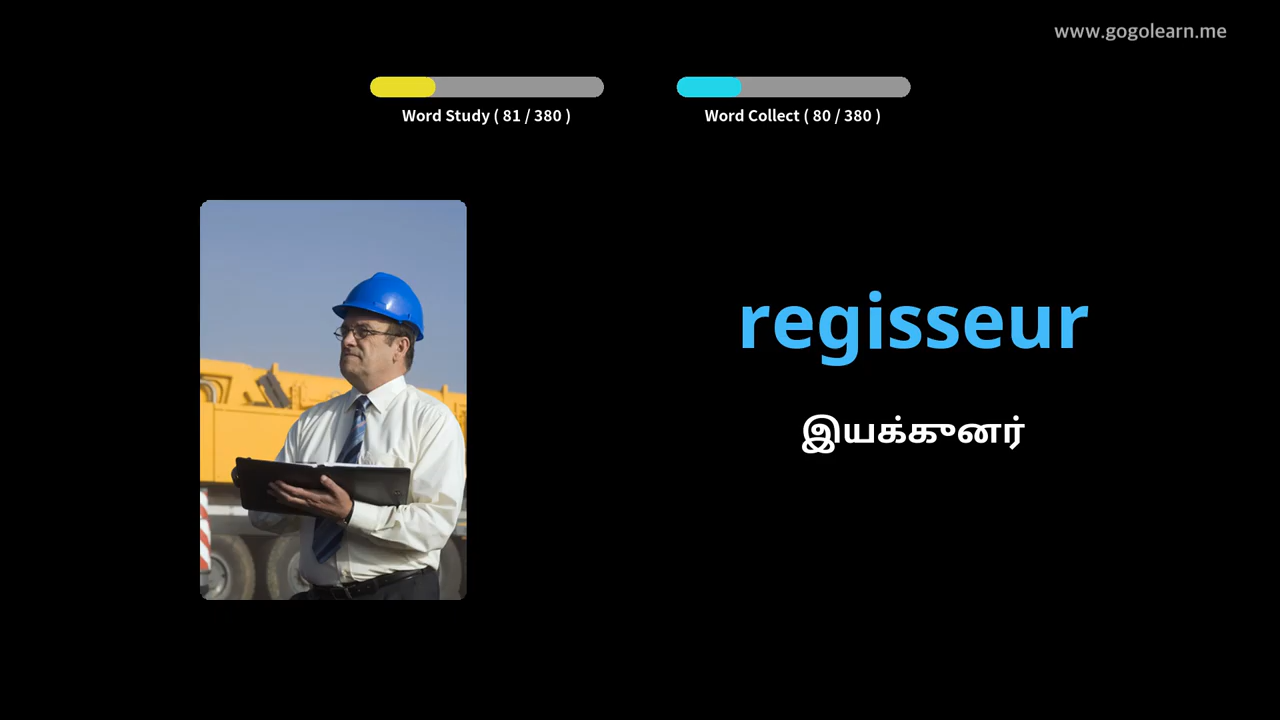 www.gogolearn.me
Word Study ( 81 / 380 )
Word Collect ( 80 / 380 )
regisseur
இயக்குனர்